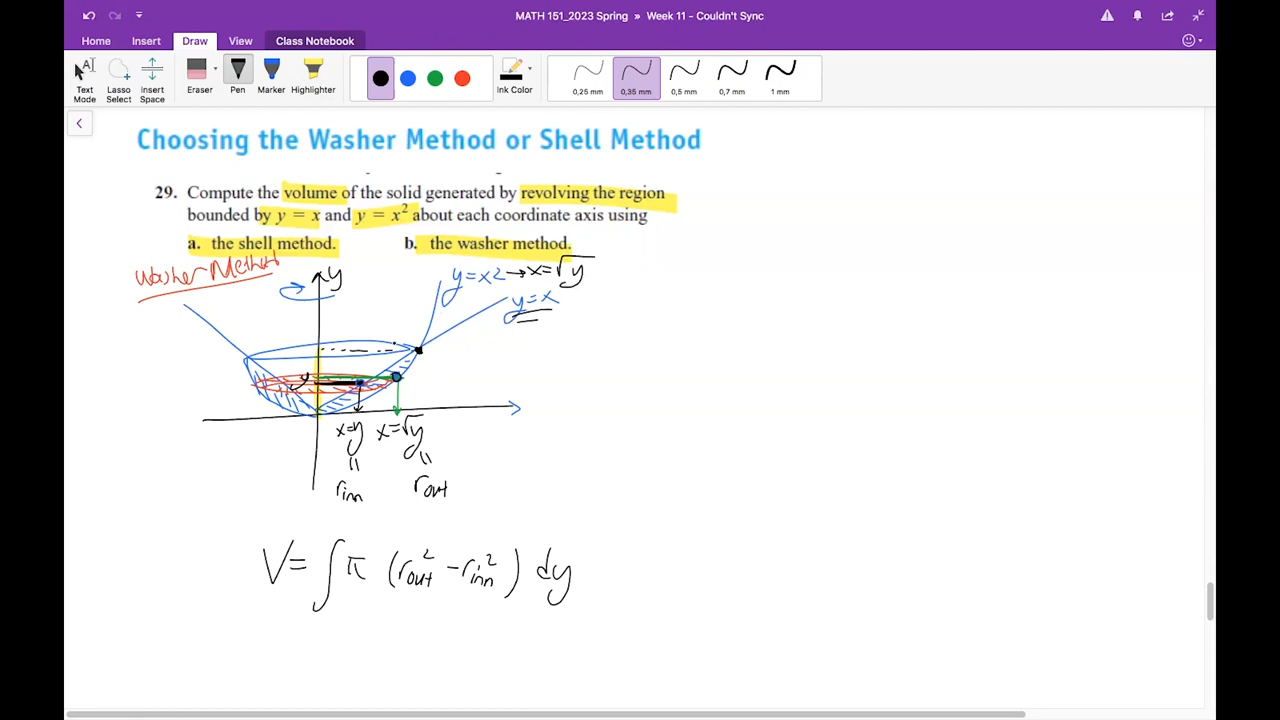 MATH 151_2023 Spring » Week 11 - Couldn't Sync
Home Insert Draw View Class Notebook
Text Mode
Lasso Select
Insert Space
Eraser
Pen
Marker
Highlighter
Ink Color
0,25 mm
0,35 mm
0,5 mm
0,7 mm
1 mm
Choosing the Washer Method or Shell Method
29. Compute the volume of the solid generated by revolving the region
bounded by y = x and y = x² about each coordinate axis using
a. the shell method. b. the washer method.
Washer Method
y
y=x2 → x=√y
y=x
y
x=y x=√y
= =
rinn rout
V= ∫ π (rout² - rinn²) dy